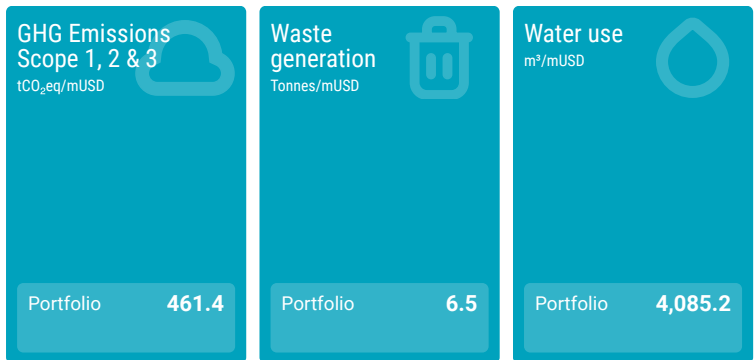 GHG Emissions
Scope 1, 2 & 3
tCO₂eq/mUSD
Portfolio 461.4
Waste
generation
Tonnes/mUSD
Portfolio 6.5
Water use
m³/mUSD
Portfolio 4,085.2